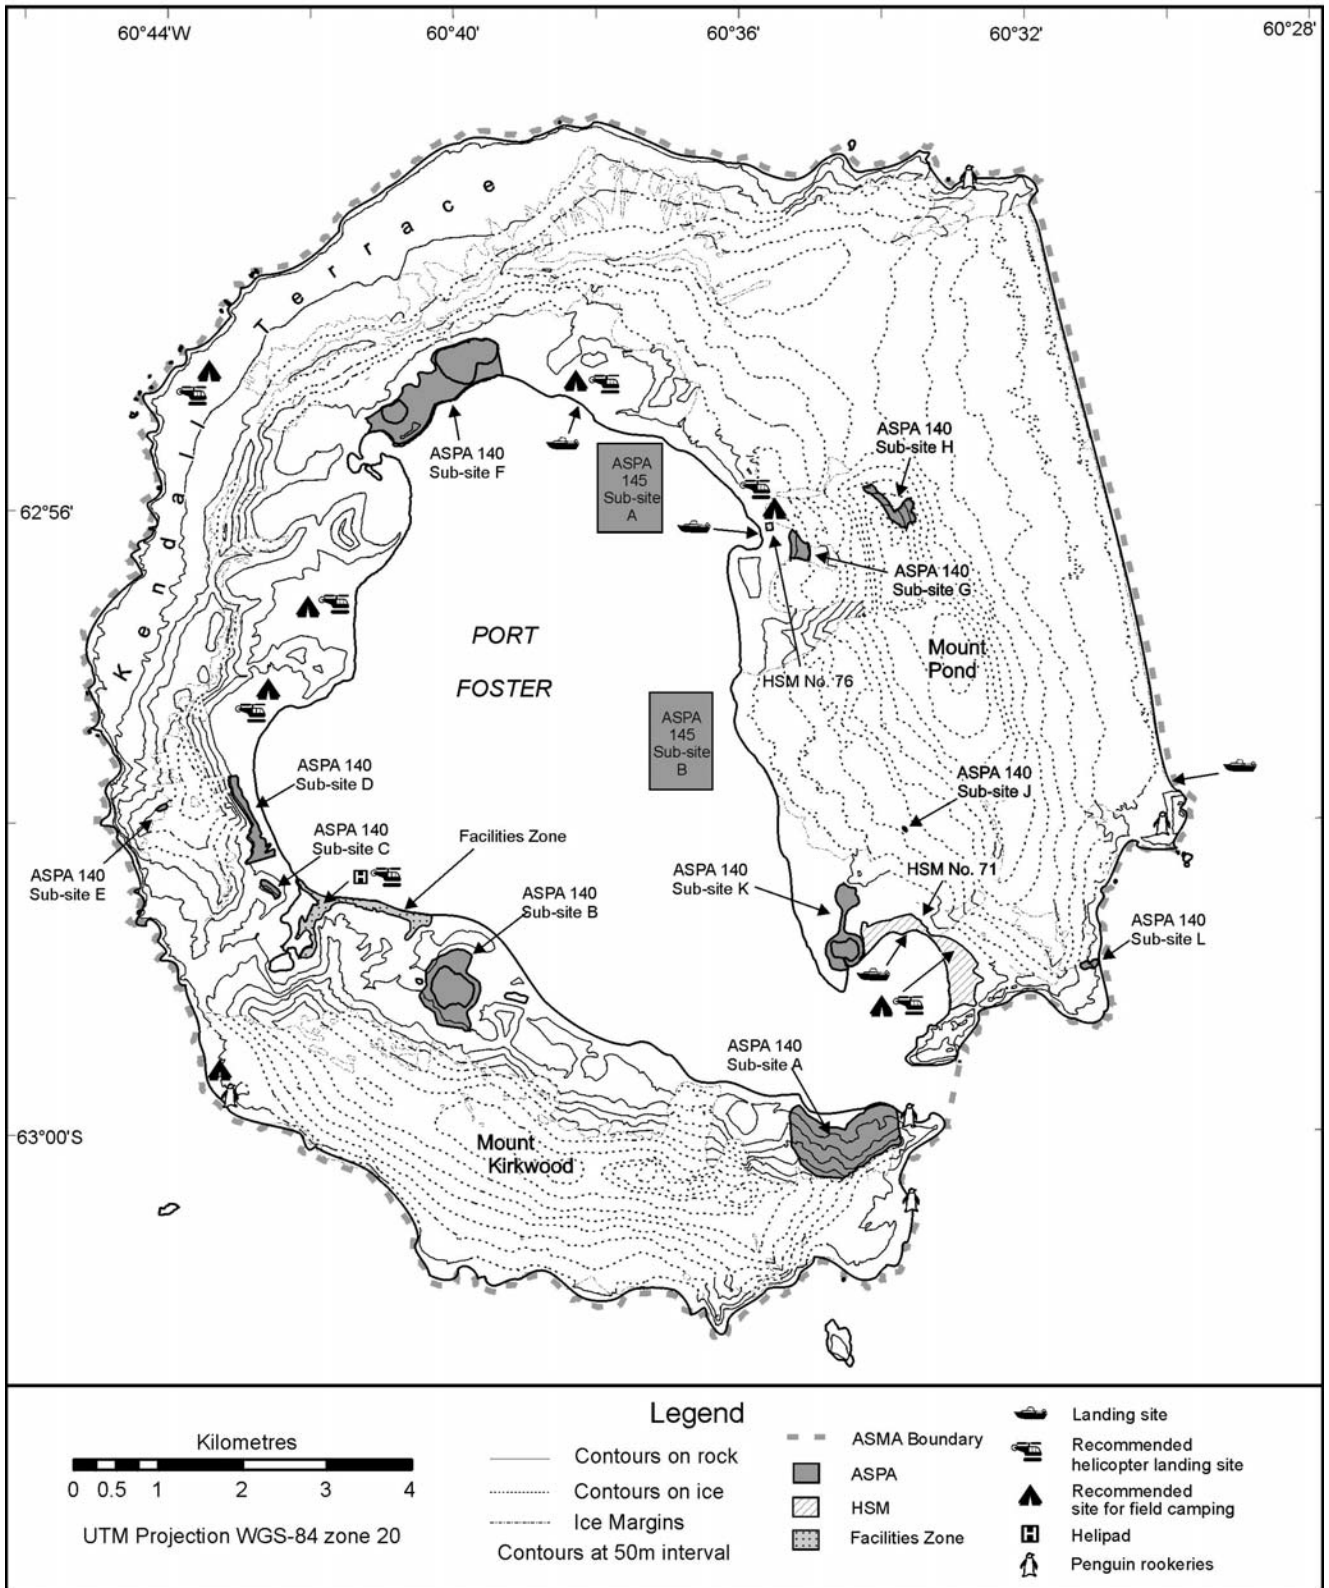 60°44'W
60°40'
60°36'
60°32'
60°28'
Kendall Terrace
ASPA 140
Sub-site F
ASPA
145
Sub-site
A
ASPA 140
Sub-site H
62°56'
ASPA 140
Sub-site G
PORT
FOSTER
Mount
Pond
HSM No. 76
ASPA
145
Sub-site
B
ASPA 140
Sub-site D
ASPA 140
Sub-site J
ASPA 140
Sub-site C
Facilities Zone
ASPA 140
Sub-site E
H
ASPA 140
Sub-site B
ASPA 140
Sub-site K
HSM No. 71
ASPA 140
Sub-site L
ASPA 140
Sub-site A
63°00'S
Mount
Kirkwood
Legend
Kilometres
0 0.5 1 2 3 4
UTM Projection WGS-84 zone 20
Contours on rock
Contours on ice
Ice Margins
Contours at 50m interval
ASMA Boundary
ASPA
HSM
Facilities Zone
Landing site
Recommended
helicopter landing site
Recommended
site for field camping
H Helipad
Penguin rookeries